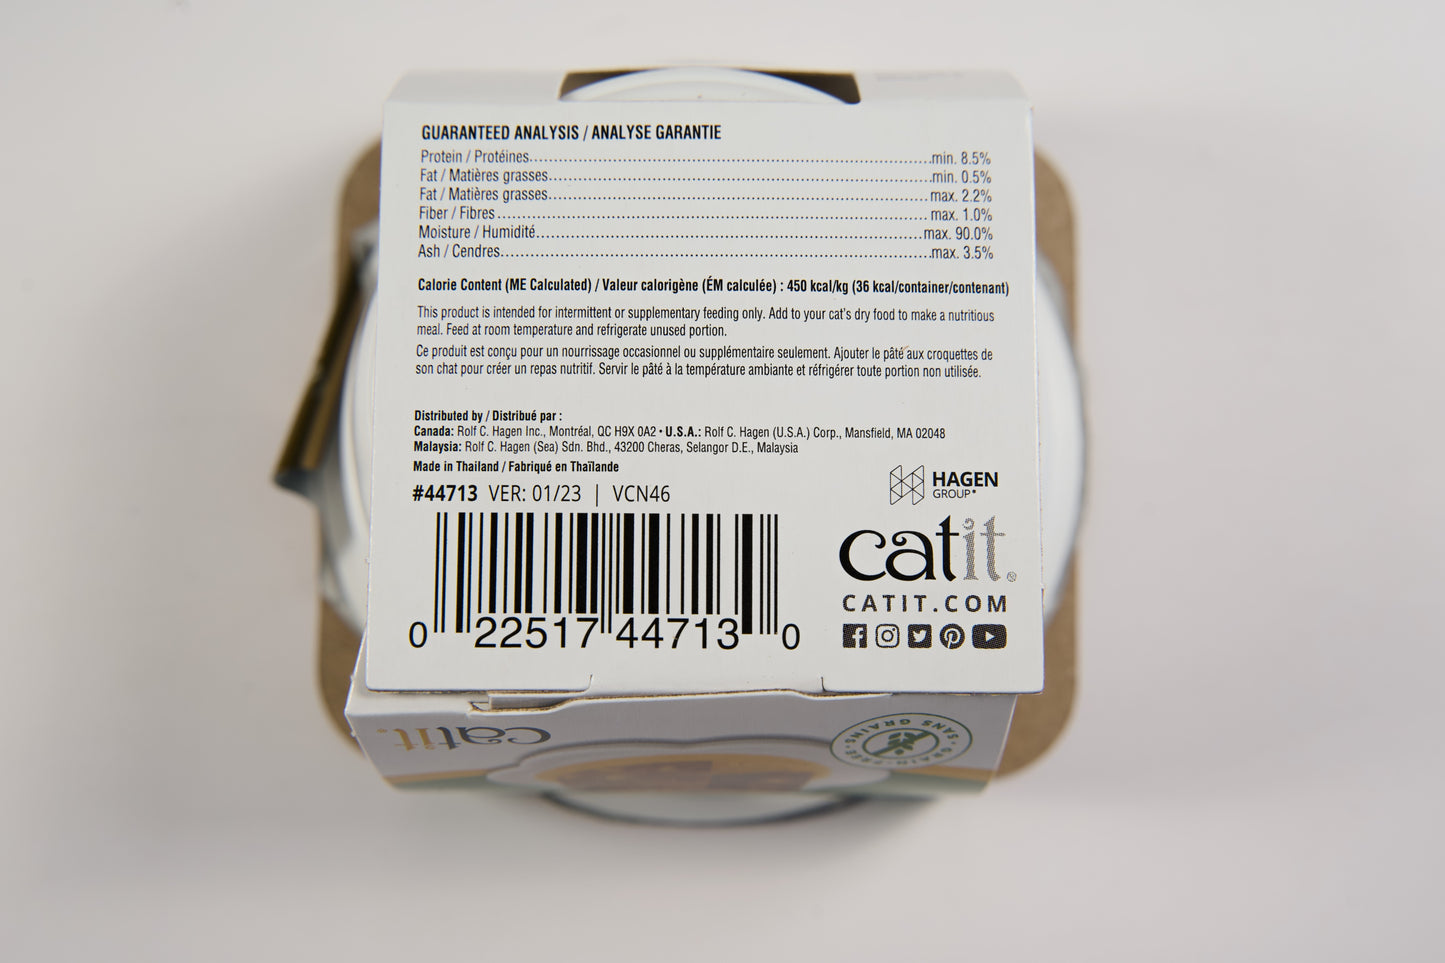 GUARANTEED ANALYSIS / ANALYSE GARANTIE
Protein / Protéines..........min. 8.5%
Fat / Matières grasses..........min. 0.5%
Fat / Matières grasses..........max. 2.2%
Fiber / Fibres..........max. 1.0%
Moisture / Humidité..........max. 90.0%
Ash / Cendres..........max. 3.5%
Calorie Content (ME Calculated) / Valeur calorigène (ÉM calculée) : 450 kcal/kg (36 kcal/container/contenant)
This product is intended for intermittent or supplementary feeding only. Add to your cat's dry food to make a nutritious
meal. Feed at room temperature and refrigerate unused portion.
Ce produit est conçu pour un nourrissage occasionnel ou supplémentaire seulement. Ajouter le pâté aux croquettes de
son chat pour créer un repas nutritif. Servir le pâté à la température ambiante et réfrigérer toute portion non utilisée.
Distributed by / Distribué par :
Canada: Rolf C. Hagen Inc., Montréal, QC H9X 0A2 • U.S.A.: Rolf C. Hagen (U.S.A.) Corp., Mansfield, MA 02048
Malaysia: Rolf C. Hagen (Sea) Sdn. Bhd., 43200 Cheras, Selangor D.E., Malaysia
Made in Thailand / Fabriqué en Thaïlande
#44713 VER: 01/23 | VCN46
HAGEN
GROUP
catit®
CATIT.COM
0 22517 44713 0
catit
GRAIN-FREE • SANS GRAINS •